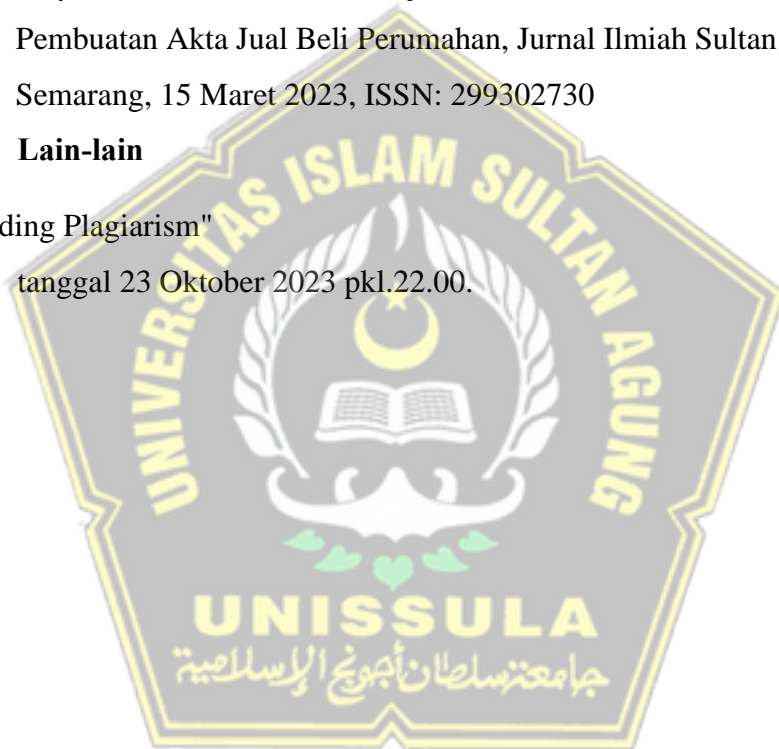 Pembuatan Akta Jual Beli Perumahan, Jurnal Ilmiah Sultan
Semarang, 15 Maret 2023, ISSN: 299302730
Lain-lain
ding Plagiarism"
tanggal 23 Oktober 2023 pkl.22.00.
UNIVERSITAS ISLAM SULTAN AGUNG
UNISSULA
جامعة سلطان أجونج الإسلامية